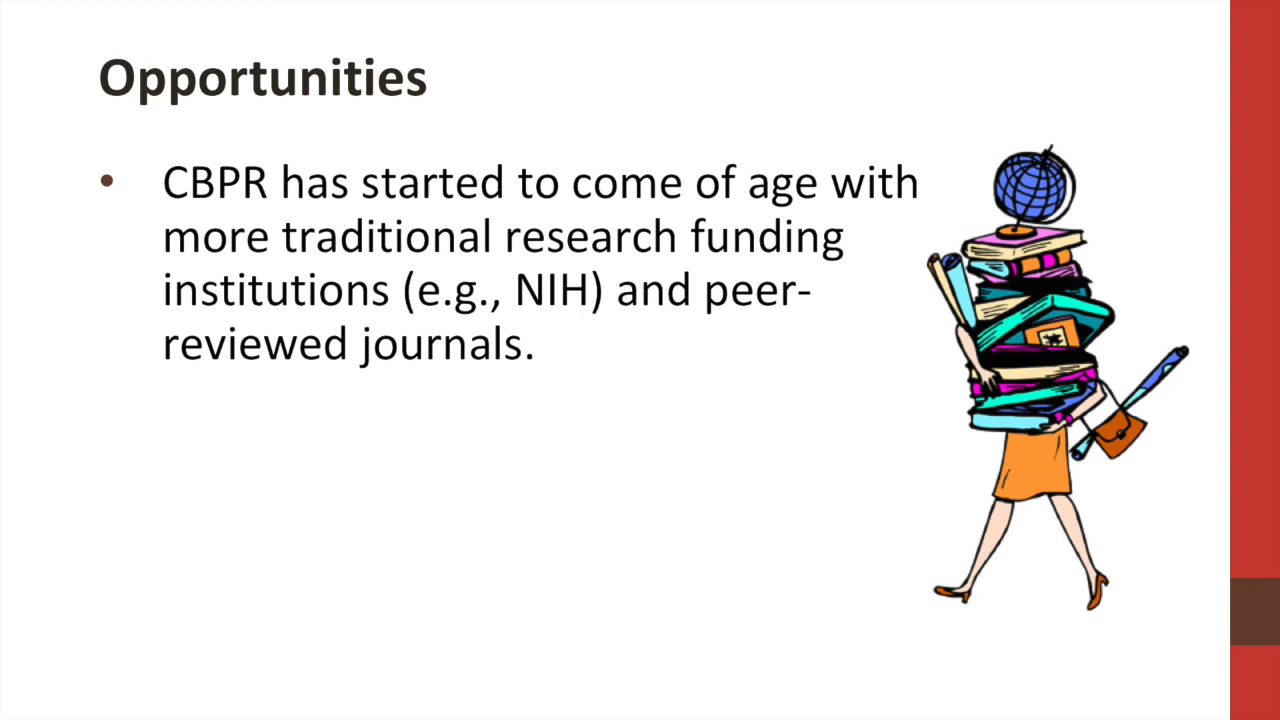 Opportunities
• CBPR has started to come of age with
more traditional research funding
institutions (e.g., NIH) and peer-
reviewed journals.